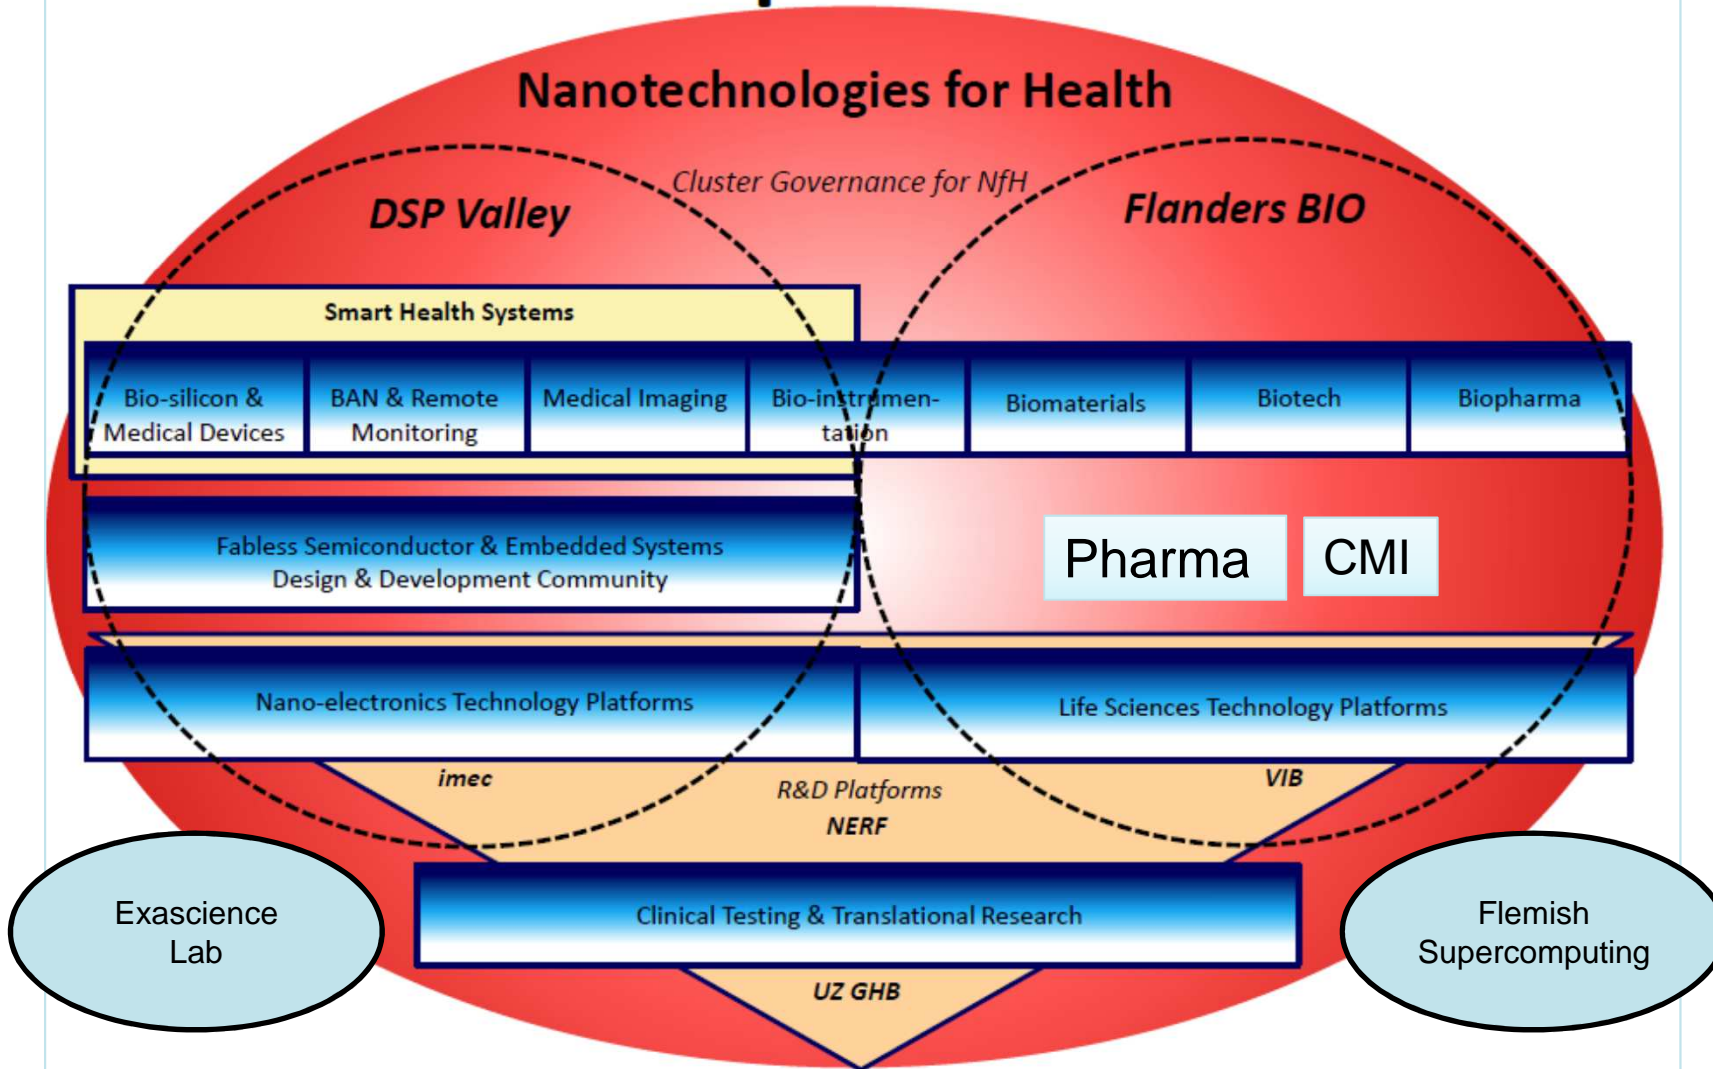 Nanotechnologies for Health
Cluster Governance for NfH
DSP Valley
Flanders BIO
Smart Health Systems
Bio-silicon &
Medical Devices
BAN & Remote
Monitoring
Medical Imaging
Bio-instrumen-
tation
Biomaterials
Biotech
Biopharma
Fabless Semiconductor & Embedded Systems
Design & Development Community
Pharma
CMI
Nano-electronics Technology Platforms
Life Sciences Technology Platforms
imec
R&D Platforms
NERF
VIB
Exascience
Lab
Clinical Testing & Translational Research
Flemish
Supercomputing
UZ GHB